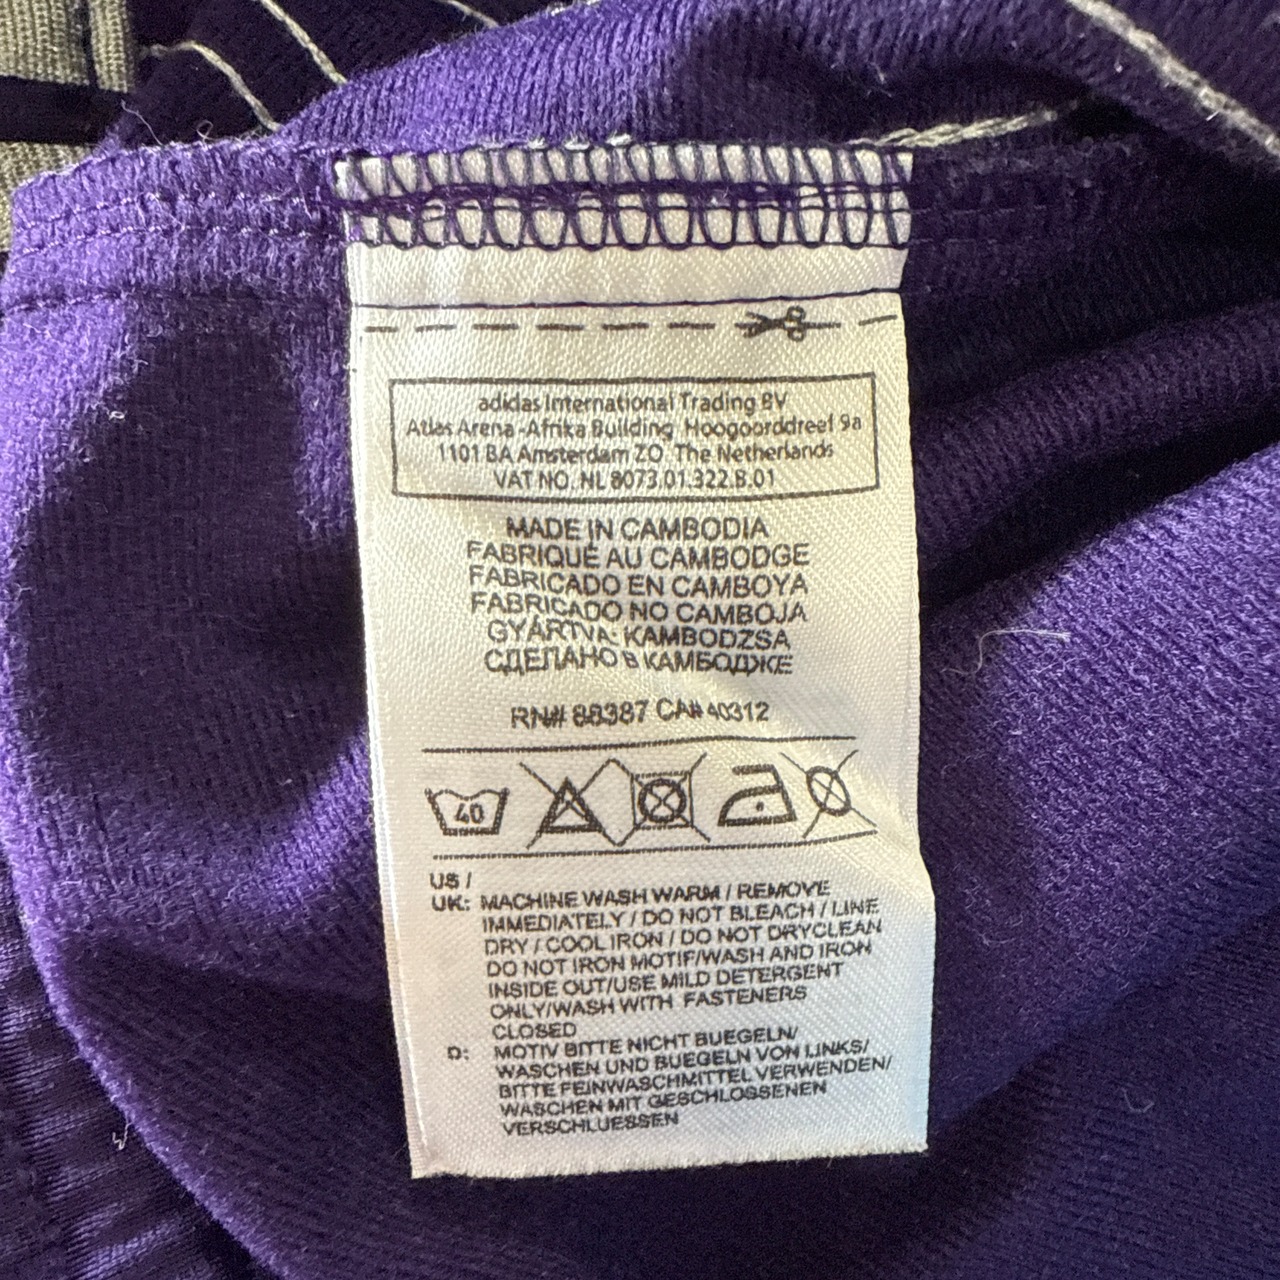 adidas International Trading BV
Atlas Arena -Afrika Building Hoogoorddreef 9a
1101 BA Amsterdam ZO The Netherlands
VAT NO. NL 8073.01.322.B.01
MADE IN CAMBODIA
FABRIQUÉ AU CAMBODGE
FABRICADO EN CAMBOYA
FABRICADO NO CAMBOJA
GYÁRTVA: KAMBODZSA
СДЕЛАНО В КАМБОДЖЕ
RN# 88387 CA# 40312
40
US /
UK: MACHINE WASH WARM / REMOVE
IMMEDIATELY / DO NOT BLEACH / LINE
DRY / COOL IRON / DO NOT DRYCLEAN
DO NOT IRON MOTIF/WASH AND IRON
INSIDE OUT/USE MILD DETERGENT
ONLY/WASH WITH FASTENERS
CLOSED
D: MOTIV BITTE NICHT BUEGELN/
WASCHEN UND BUEGELN VON LINKS/
BITTE FEINWASCHMITTEL VERWENDEN/
WASCHEN MIT GESCHLOSSENEN
VERSCHLUESSEN